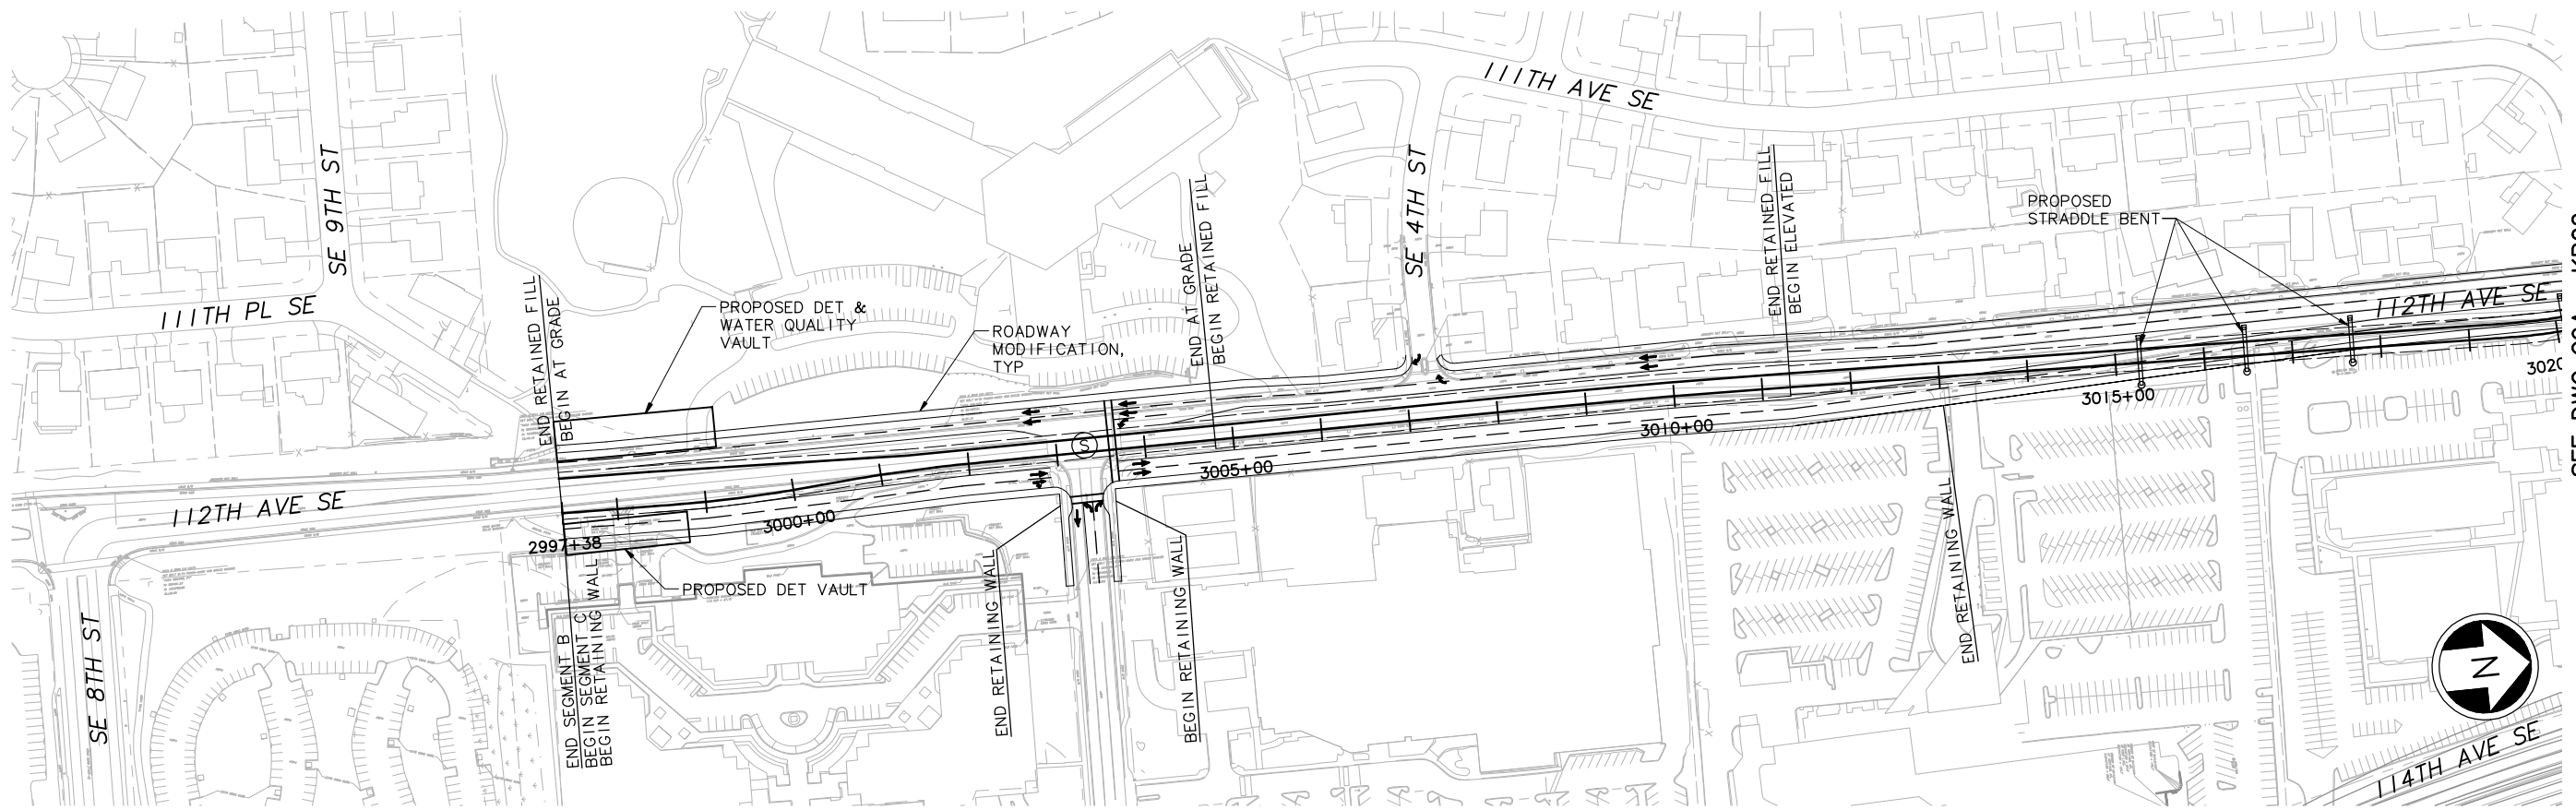 111TH AVE SE
SE 9TH ST
SE 4TH ST
111TH PL SE
END RETAINED FILL
BEGIN AT GRADE
PROPOSED DET &
WATER QUALITY
VAULT
ROADWAY
MODIFICATION,
TYP
END AT GRADE
BEGIN RETAINED FILL
END RETAINED FILL
BEGIN ELEVATED
PROPOSED
STRADDLE BENT
112TH AVE SE
112TH AVE SE
S
2997+38
3000+00
3005+00
3010+00
3015+00
PROPOSED DET VAULT
END SEGMENT B
BEGIN SEGMENT C
BEGIN RETAINING WALL
END RETAINING WALL
BEGIN RETAINING WALL
END RETAINING WALL
SE 8TH ST
N
114TH AVE SE